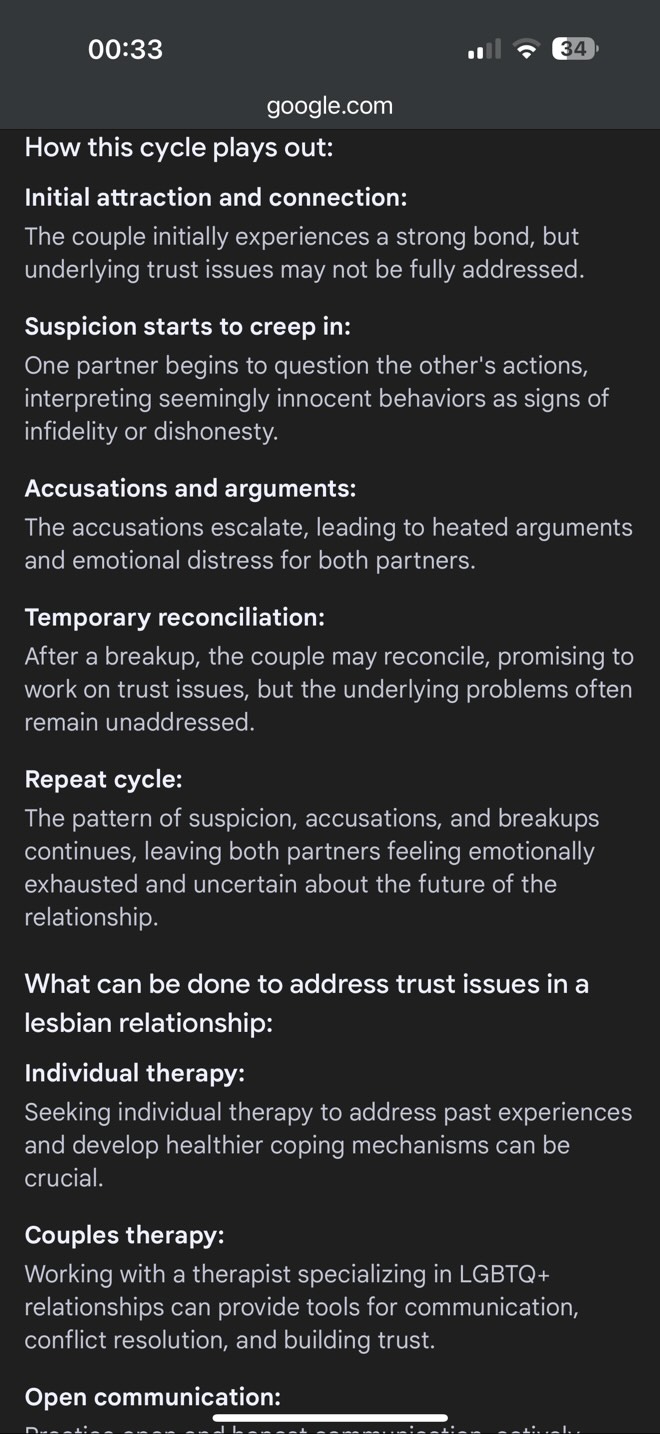 00:33
34
google.com
How this cycle plays out:
Initial attraction and connection:
The couple initially experiences a strong bond, but
underlying trust issues may not be fully addressed.
Suspicion starts to creep in:
One partner begins to question the other's actions,
interpreting seemingly innocent behaviors as signs of
infidelity or dishonesty.
Accusations and arguments:
The accusations escalate, leading to heated arguments
and emotional distress for both partners.
Temporary reconciliation:
After a breakup, the couple may reconcile, promising to
work on trust issues, but the underlying problems often
remain unaddressed.
Repeat cycle:
The pattern of suspicion, accusations, and breakups
continues, leaving both partners feeling emotionally
exhausted and uncertain about the future of the
relationship.
What can be done to address trust issues in a
lesbian relationship:
Individual therapy:
Seeking individual therapy to address past experiences
and develop healthier coping mechanisms can be
crucial.
Couples therapy:
Working with a therapist specializing in LGBTQ+
relationships can provide tools for communication,
conflict resolution, and building trust.
Open communication: